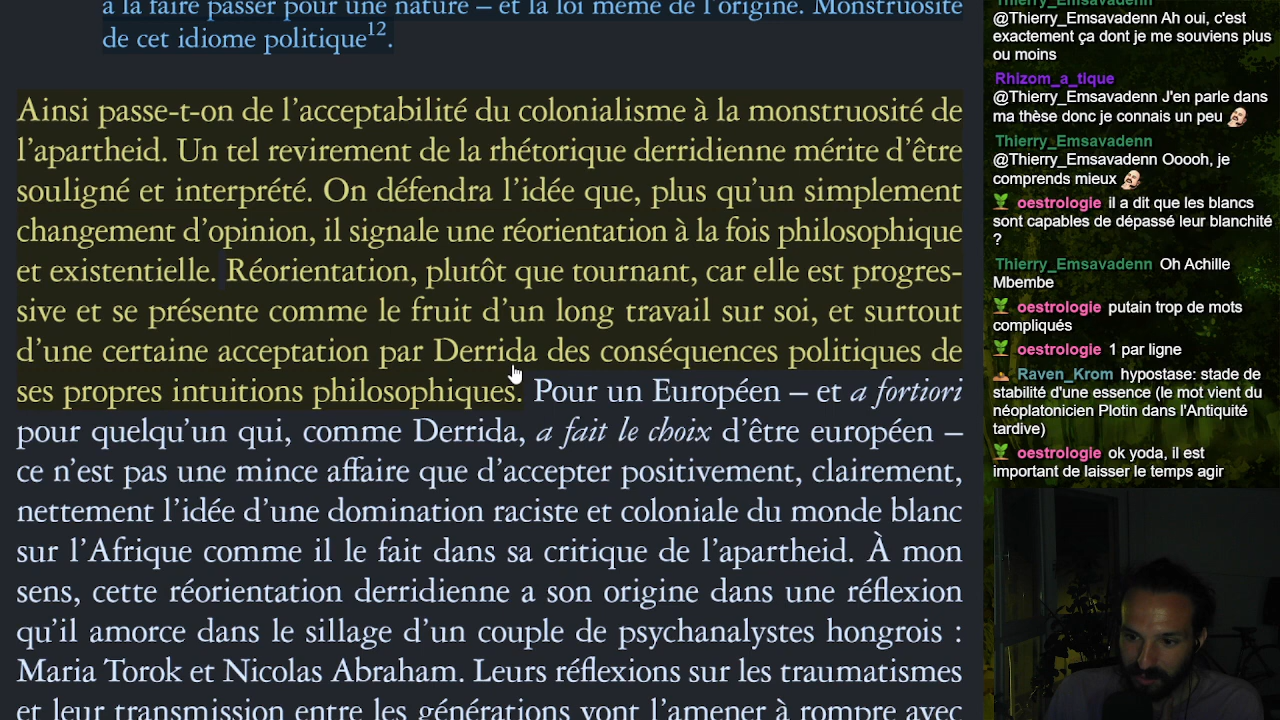 à la faire passer pour une nature – et la loi même de l'origine. Monstruosité
de cet idiome politique12.
Ainsi passe-t-on de l'acceptabilité du colonialisme à la monstruosité de
l'apartheid. Un tel revirement de la rhétorique derridienne mérite d'être
souligné et interprété. On défendra l'idée que, plus qu'un simplement
changement d'opinion, il signale une réorientation à la fois philosophique
et existentielle. Réorientation, plutôt que tournant, car elle est progres-
sive et se présente comme le fruit d'un long travail sur soi, et surtout
d'une certaine acceptation par Derrida des conséquences politiques de
ses propres intuitions philosophiques. Pour un Européen – et a fortiori
pour quelqu'un qui, comme Derrida, a fait le choix d'être européen –
ce n'est pas une mince affaire que d'accepter positivement, clairement,
nettement l'idée d'une domination raciste et coloniale du monde blanc
sur l'Afrique comme il le fait dans sa critique de l'apartheid. À mon
sens, cette réorientation derridienne a son origine dans une réflexion
qu'il amorce dans le sillage d'un couple de psychanalystes hongrois :
Maria Torok et Nicolas Abraham. Leurs réflexions sur les traumatismes
et leur transmission entre les générations vont l'amener à rompre avec
Thierry_Emsavadenn
@Thierry_Emsavadenn Ah oui, c'est
exactement ça dont je me souviens plus
ou moins
Rhizom_a_tique
@Thierry_Emsavadenn J'en parle dans
ma thèse donc je connais un peu
Thierry_Emsavadenn
@Thierry_Emsavadenn Ooooh, je
comprends mieux
oestrologie il a dit que les blancs
sont capables de dépassé leur blanchité
?
Thierry_Emsavadenn Oh Achille
Mbembe
oestrologie putain trop de mots
compliqués
oestrologie 1 par ligne
Raven_Krom hypostase: stade de
stabilité d'une essence (le mot vient du
néoplatonicien Plotin dans l'Antiquité
tardive)
oestrologie ok yoda, il est
important de laisser le temps agir